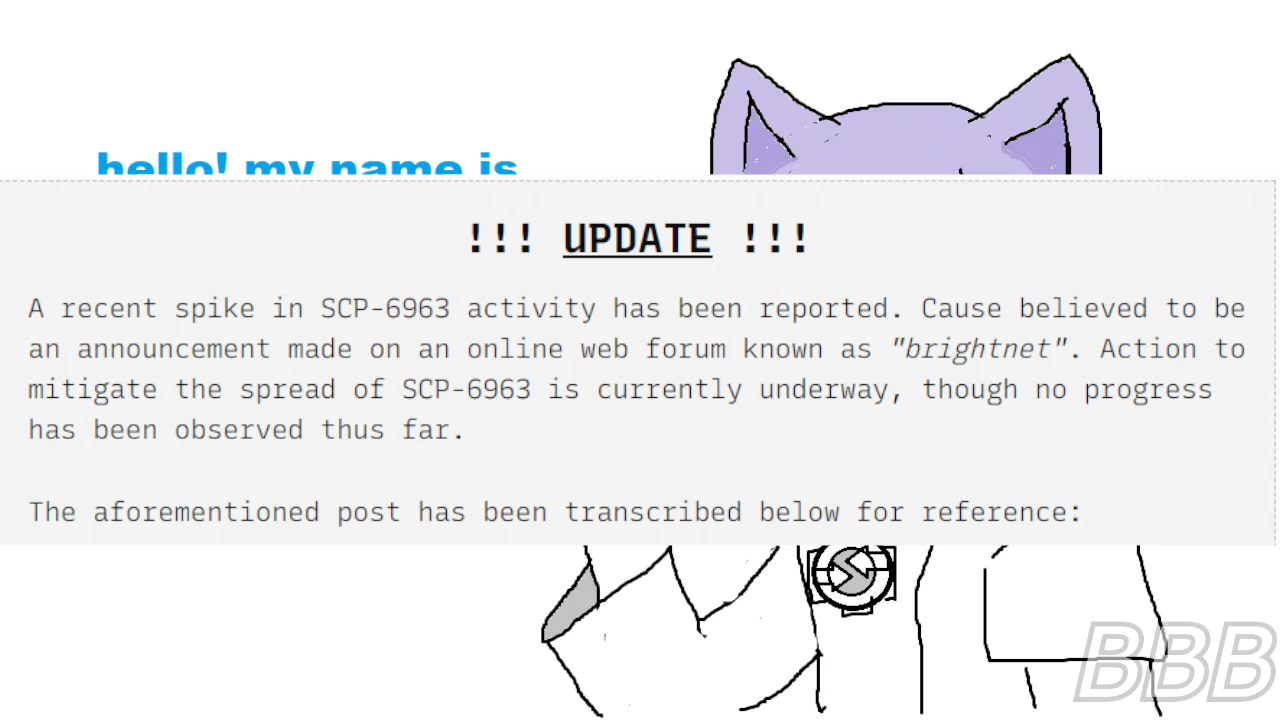 hello! my name is
!!! UPDATE !!!
A recent spike in SCP-6963 activity has been reported. Cause believed to be
an announcement made on an online web forum known as "brightnet". Action to
mitigate the spread of SCP-6963 is currently underway, though no progress
has been observed thus far.
The aforementioned post has been transcribed below for reference:
BBB